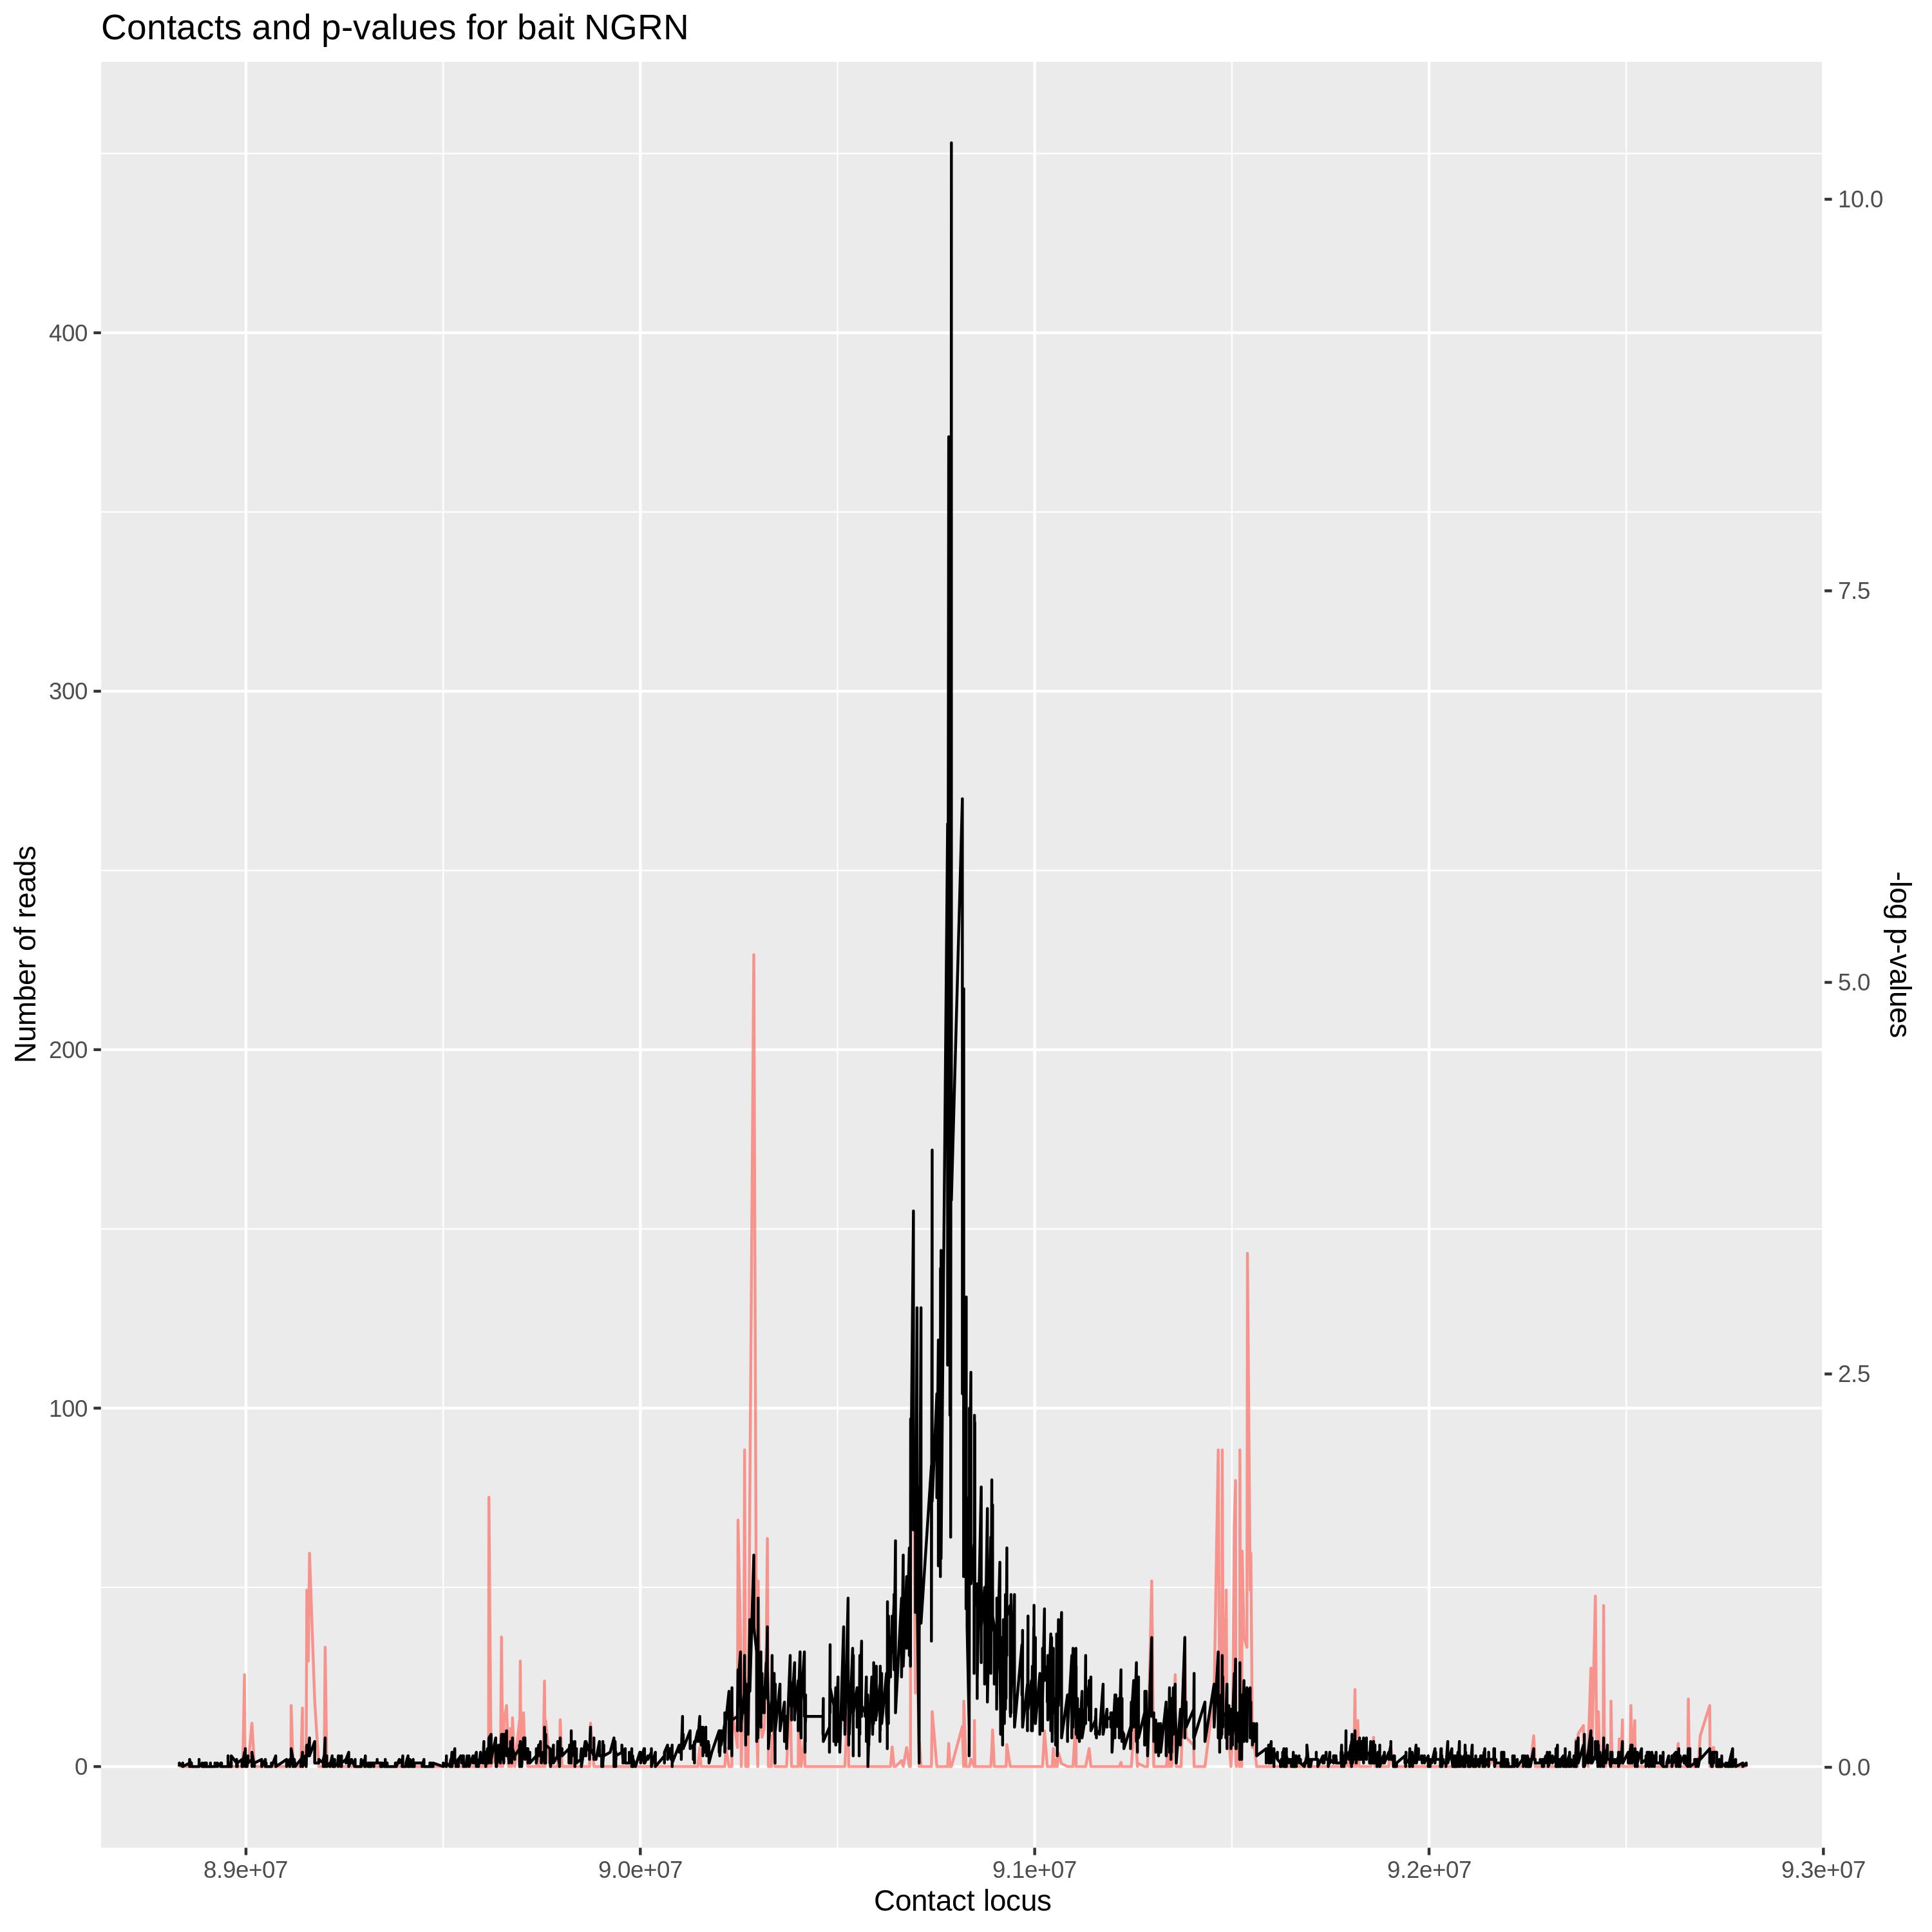 Contacts and p-values for bait NGRN
400
300
200
100
0
10.0
7.5
5.0
2.5
0.0
Number of reads
-log p-values
8.9e+07 9.0e+07 9.1e+07 9.2e+07 9.3e+07
Contact locus